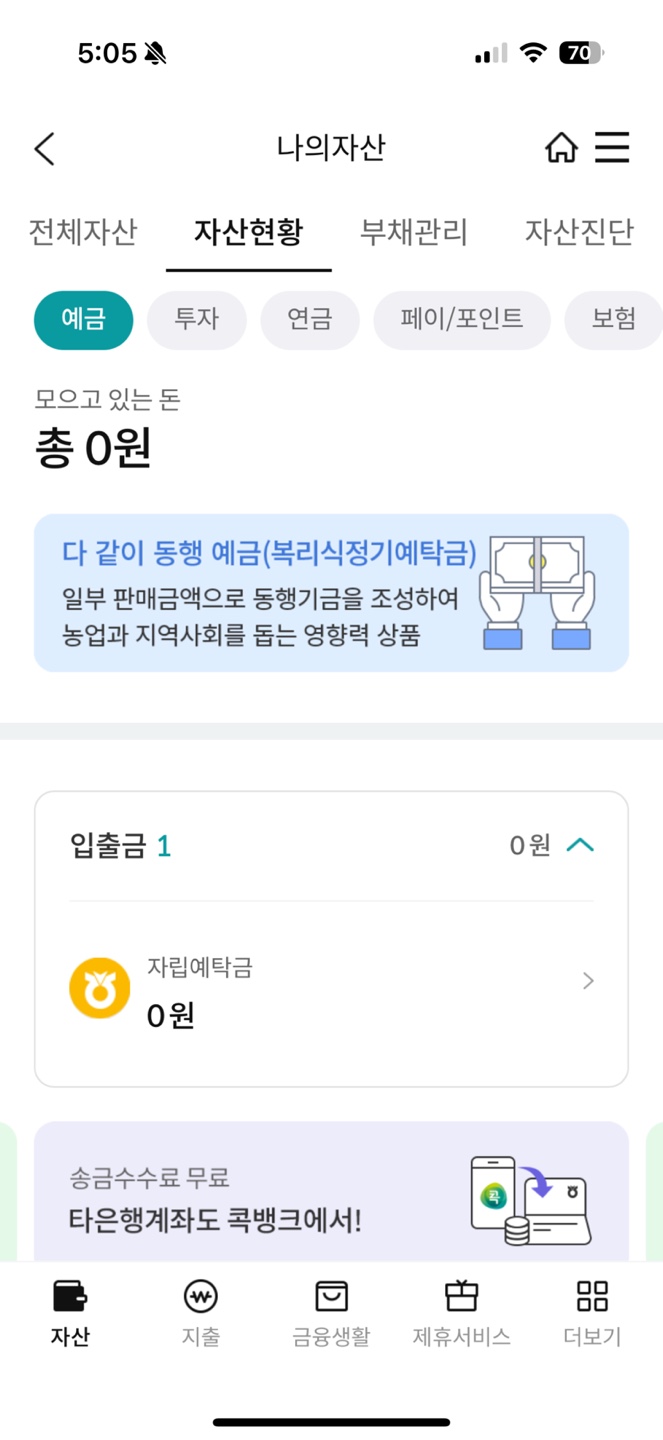 5:05
70
나의자산
전체자산 자산현황 부채관리 자산진단
예금 투자 연금 페이/포인트 보험
모으고 있는 돈
총 0원
다 같이 동행 예금(복리식정기예탁금)
일부 판매금액으로 동행기금을 조성하여
농업과 지역사회를 돕는 영향력 상품
입출금 1 0원
자립예탁금
0원
송금수수료 무료
타은행계좌도 콕뱅크에서!
콕
자산 지출 금융생활 제휴서비스 더보기